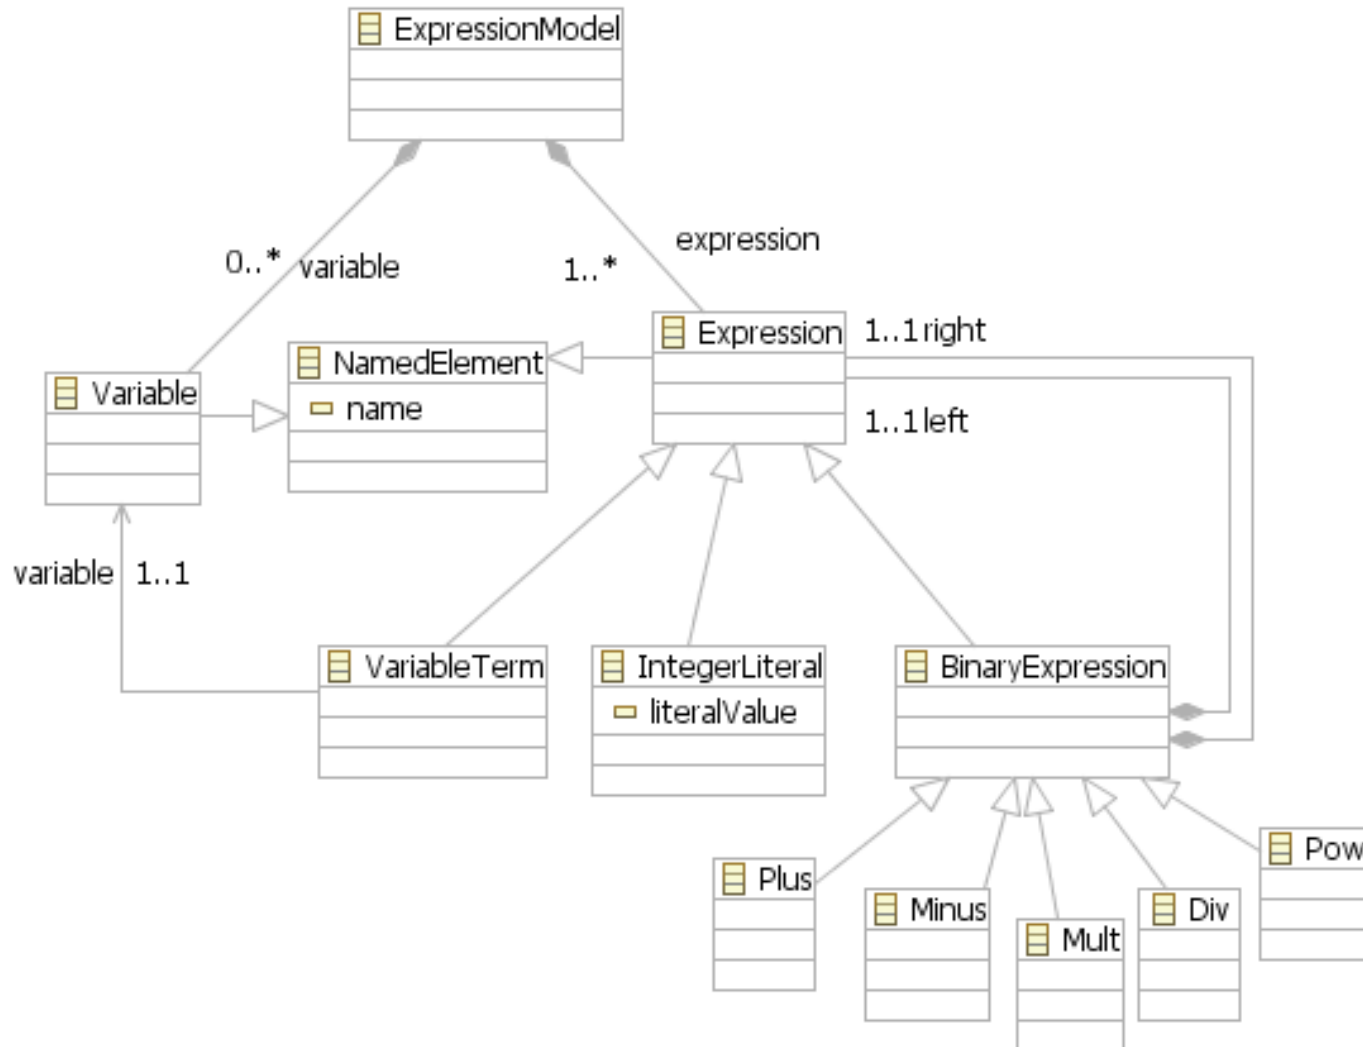 ExpressionModel
expression
0..*
variable
1..*
Expression
1..1 right
NamedElement
Variable
name
1..1 left
variable
1..1
VariableTerm
IntegerLiteral
BinaryExpression
literalValue
Pow
Plus
Minus
Div
Mult